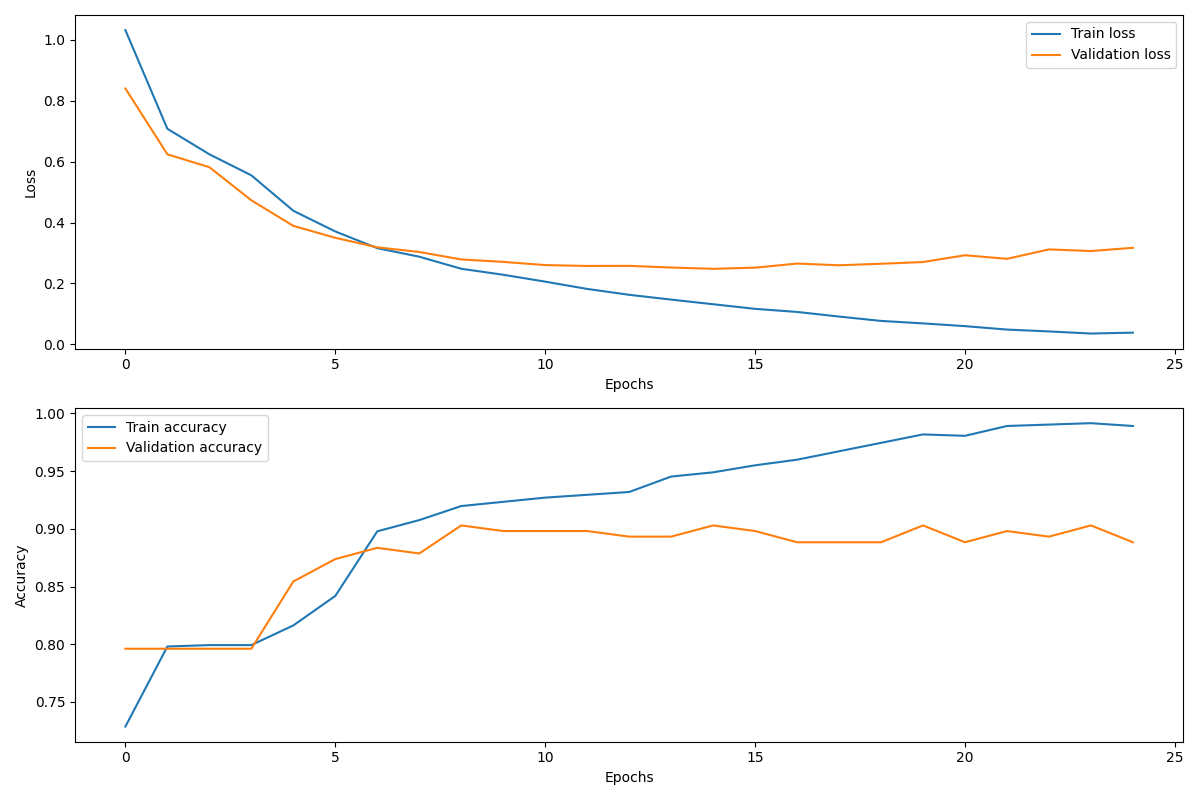 1.0
0.8
0.6
0.4
0.2
0.0
Loss
Train loss
Validation loss
0 5 10 15 20 25
Epochs
1.00
0.95
0.90
0.85
0.80
0.75
Accuracy
Train accuracy
Validation accuracy
0 5 10 15 20 25
Epochs